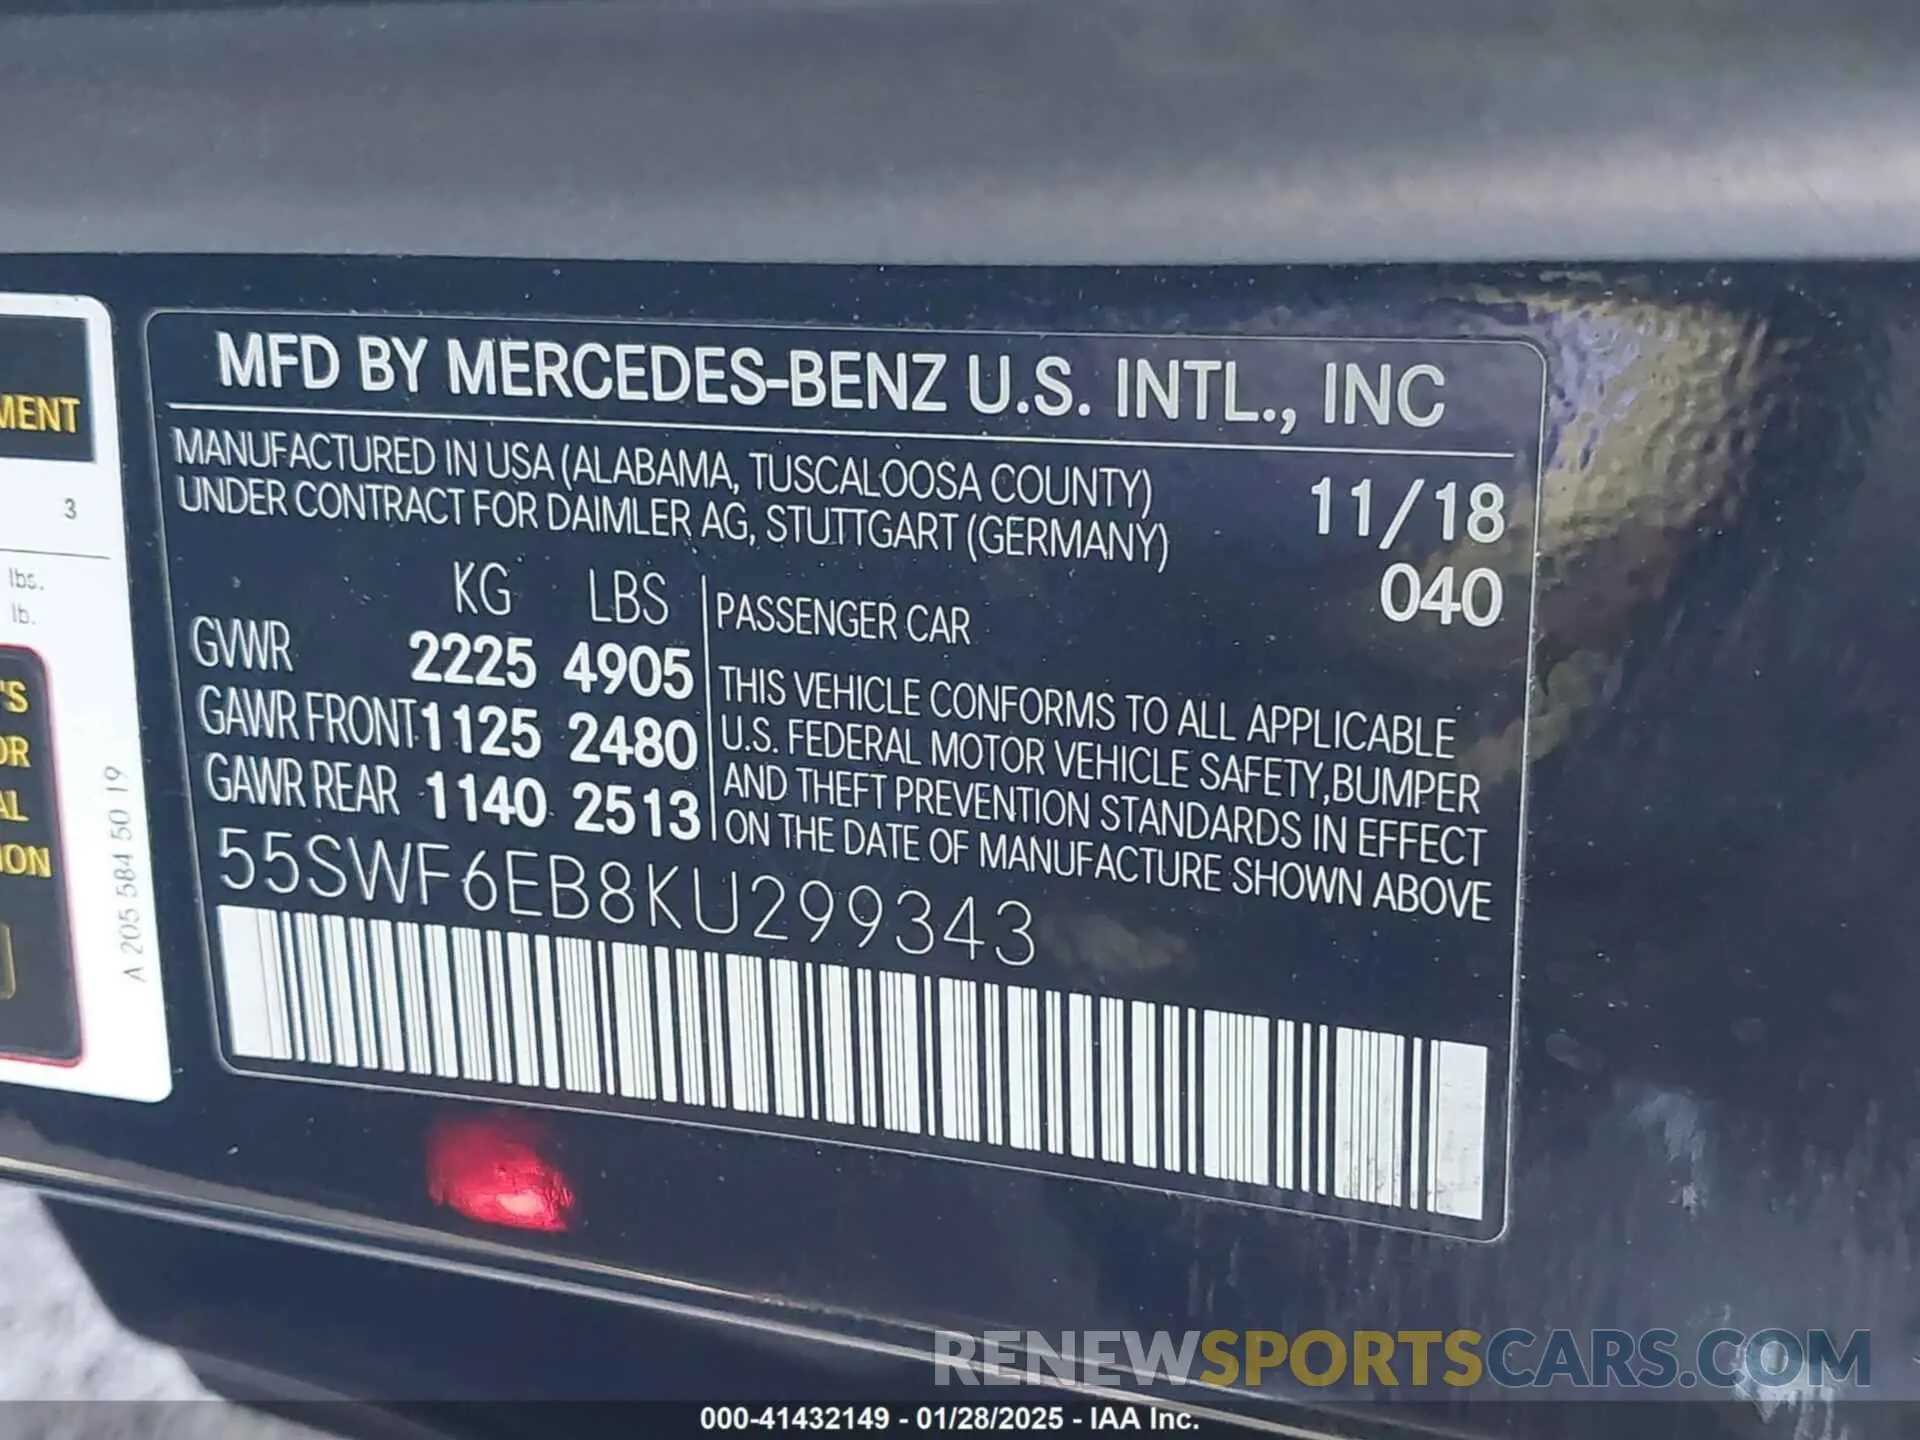 MFD BY MERCEDES-BENZ U.S. INTL., INC
MANUFACTURED IN USA (ALABAMA, TUSCALOOSA COUNTY)
UNDER CONTRACT FOR DAIMLER AG, STUTTGART (GERMANY)
11/18
040
KG LBS
GVWR 2225 4905
GAWR FRONT 1125 2480
GAWR REAR 1140 2513
PASSENGER CAR
THIS VEHICLE CONFORMS TO ALL APPLICABLE
U.S. FEDERAL MOTOR VEHICLE SAFETY,BUMPER
AND THEFT PREVENTION STANDARDS IN EFFECT
ON THE DATE OF MANUFACTURE SHOWN ABOVE
55SWF6EB8KU299343
MENT
3
lbs.
lb.
'S
OR
AL
ION
A 205 584 50 19
RENEWSPORTSCARS.COM
000-41432149 - 01/28/2025 - IAA Inc.